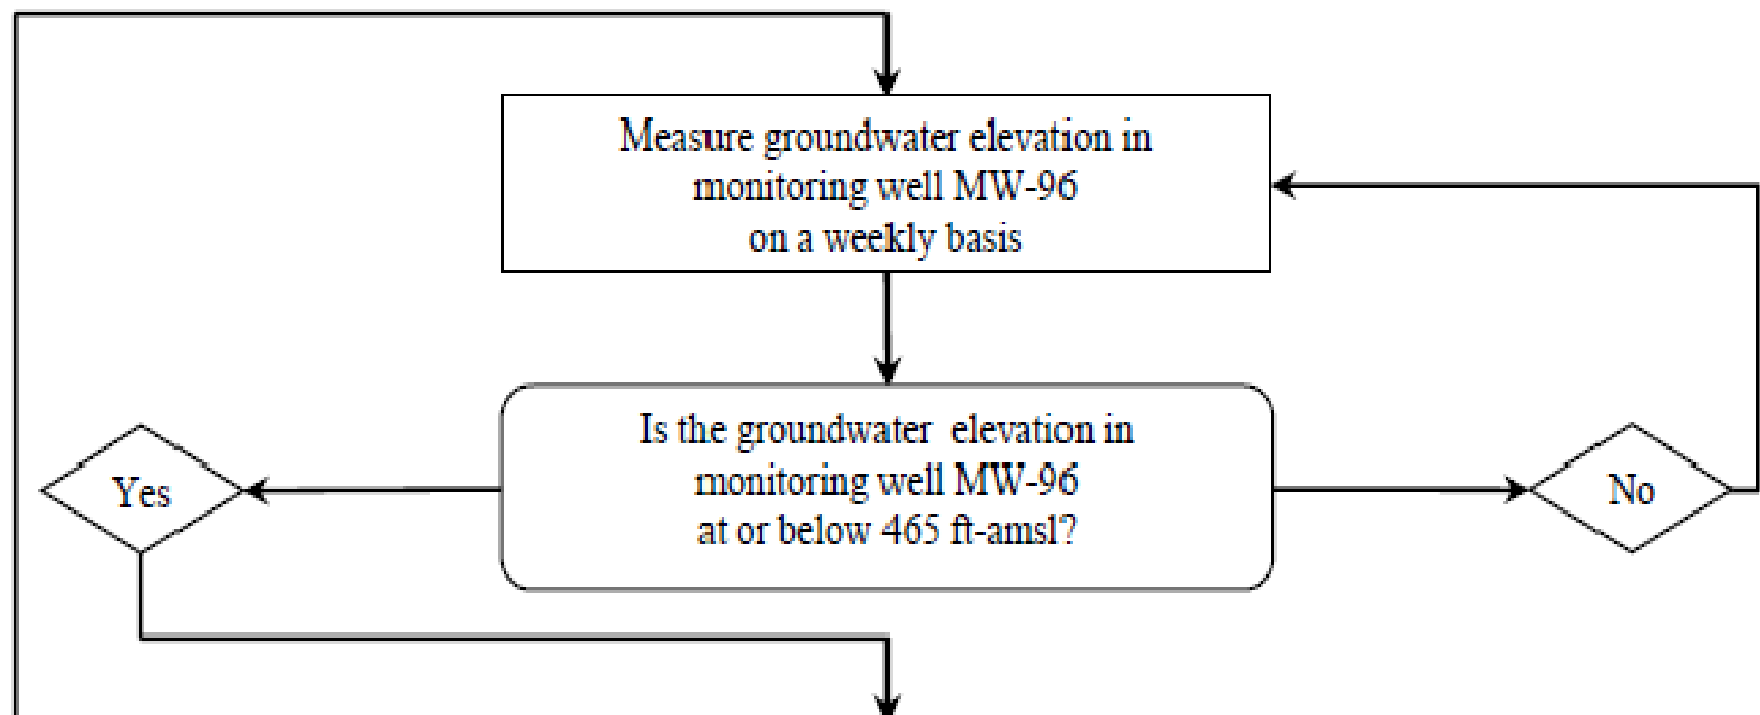 Measure groundwater elevation in
monitoring well MW-96
on a weekly basis
Is the groundwater elevation in
monitoring well MW-96
at or below 465 ft-amsl?
Yes
No